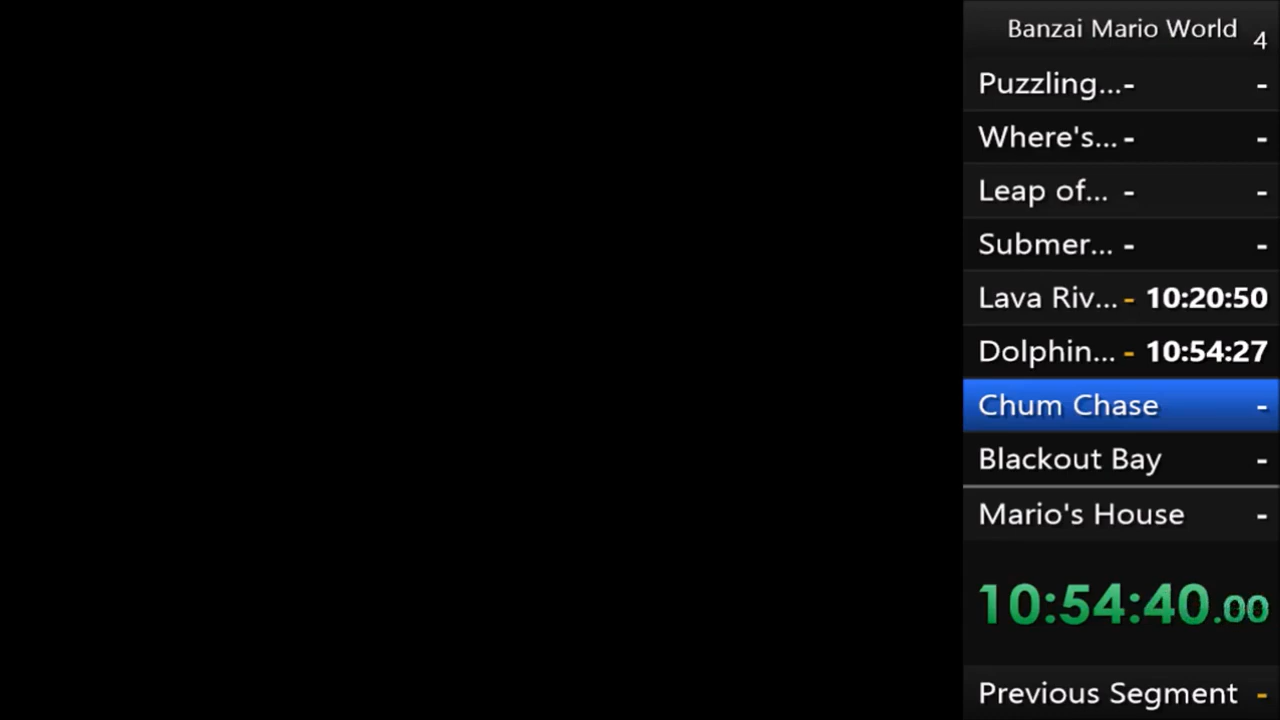 Banzai Mario World 4
Puzzling...- -
Where's... - -
Leap of... - -
Submer... - -
Lava Riv... - 10:20:50
Dolphin... - 10:54:27
Chum Chase -
Blackout Bay -
Mario's House -
10:54:40.00
Previous Segment -